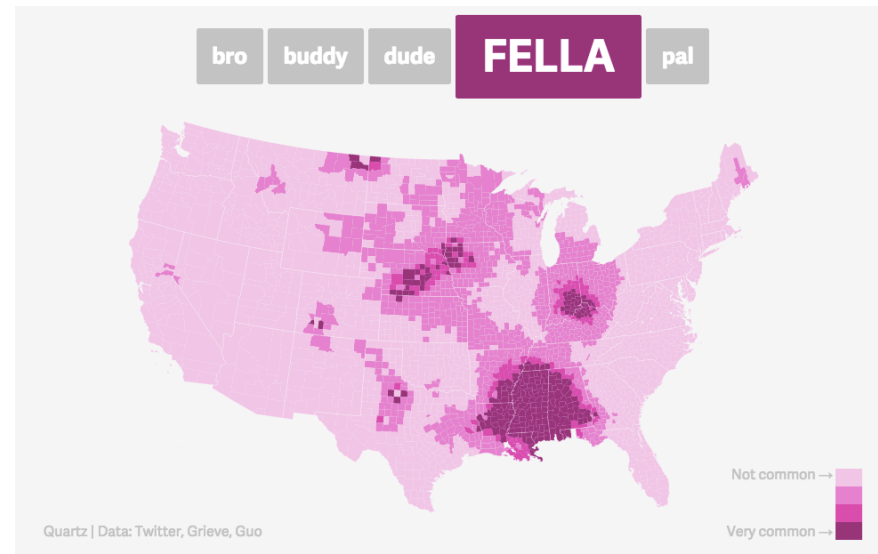 bro buddy dude FELLA pal
Not common →
Very common →
Quartz | Data: Twitter, Grieve, Guo